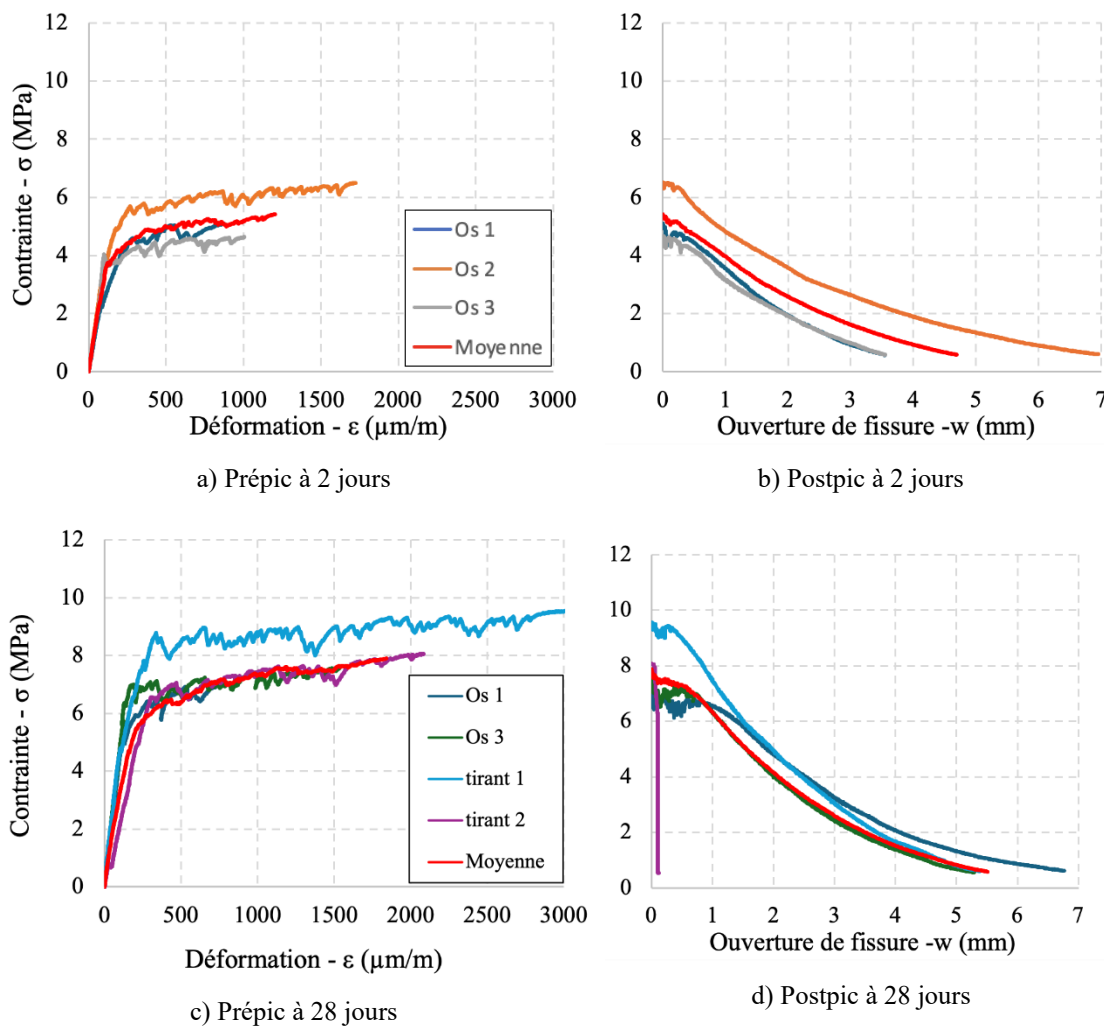 12
10
8
6
4
2
0
Contrainte - σ (MPa)
Os 1
Os 2
Os 3
Moyenne
0 500 1000 1500 2000 2500 3000
Déformation - ε (µm/m)
a) Prépic à 2 jours
12
10
8
6
4
2
0
0 1 2 3 4 5 6 7
Ouverture de fissure -w (mm)
b) Postpic à 2 jours
12
10
8
6
4
2
0
Contrainte - σ (MPa)
Os 1
Os 3
tirant 1
tirant 2
Moyenne
0 500 1000 1500 2000 2500 3000
Déformation - ε (µm/m)
c) Prépic à 28 jours
12
10
8
6
4
2
0
0 1 2 3 4 5 6 7
Ouverture de fissure -w (mm)
d) Postpic à 28 jours